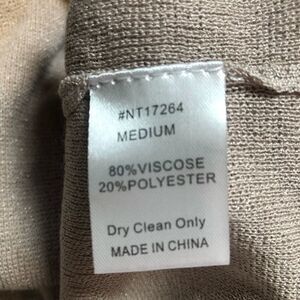 #NT17264
MEDIUM
80%VISCOSE
20%POLYESTER
Dry Clean Only
MADE IN CHINA